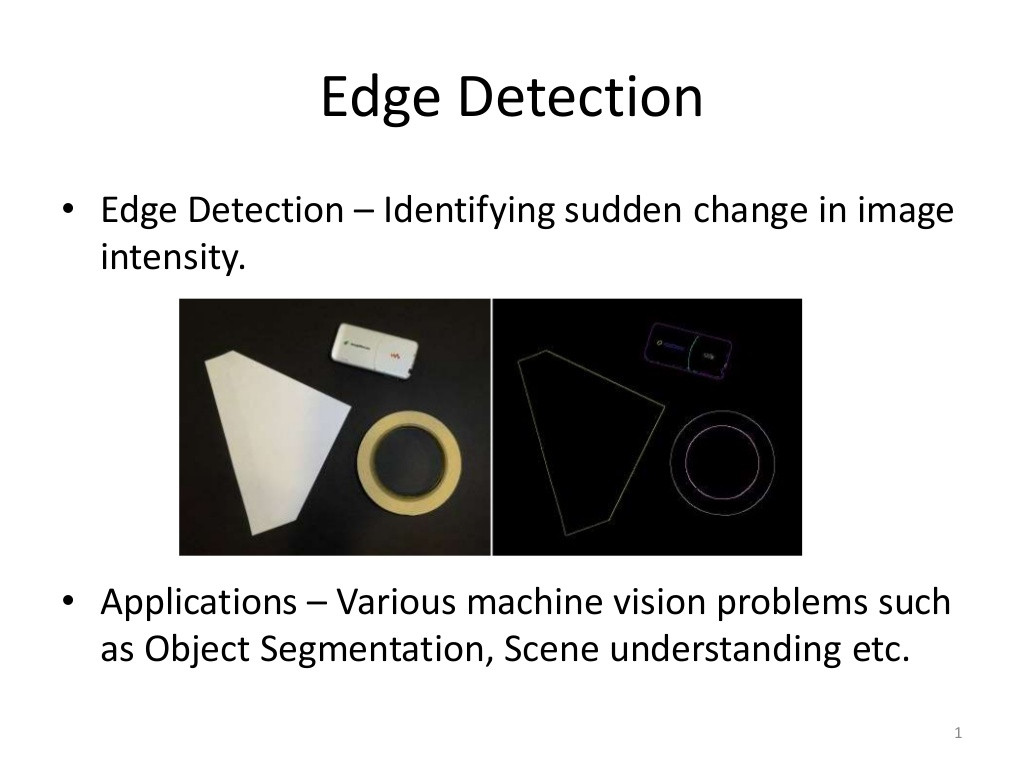 Edge Detection
• Edge Detection – Identifying sudden change in image
intensity.
• Applications – Various machine vision problems such
as Object Segmentation, Scene understanding etc.
1